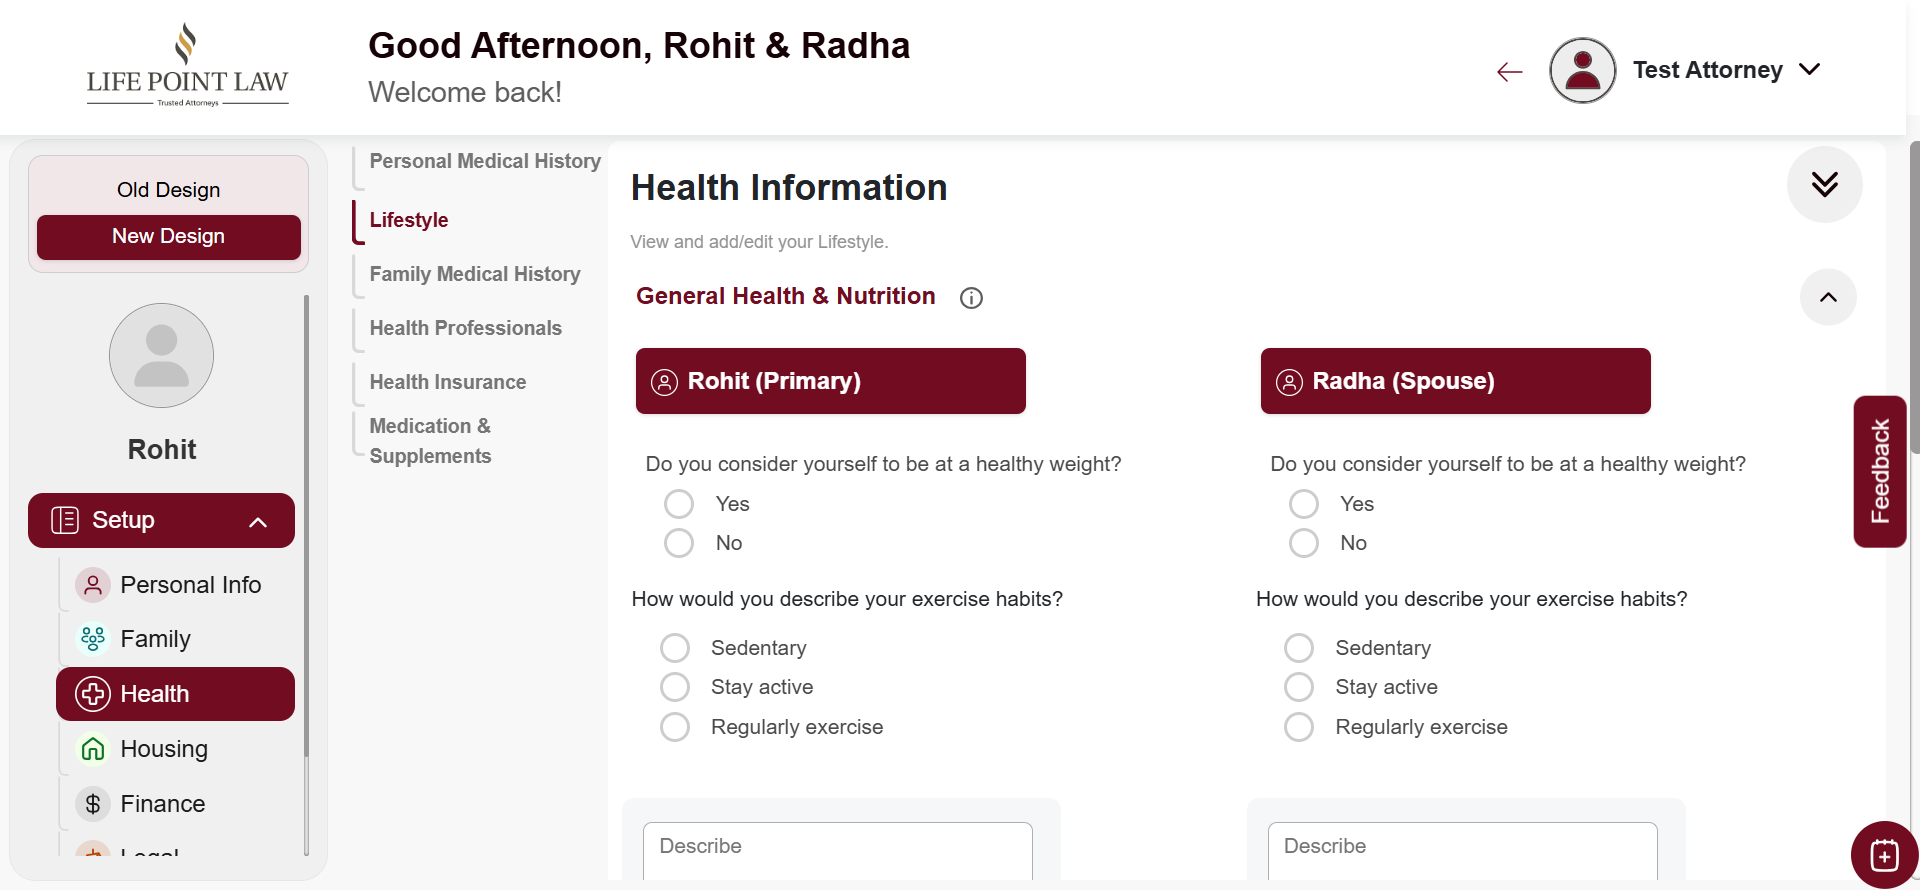 LIFE POINT LAW
Trusted Attorneys
Good Afternoon, Rohit & Radha
Welcome back!
Test Attorney
Old Design
New Design
Rohit
Setup
Personal Info
Family
Health
Housing
Finance
Legal
Personal Medical History
Lifestyle
Family Medical History
Health Professionals
Health Insurance
Medication &
Supplements
Health Information
View and add/edit your Lifestyle.
General Health & Nutrition
Rohit (Primary)
Do you consider yourself to be at a healthy weight?
Yes
No
How would you describe your exercise habits?
Sedentary
Stay active
Regularly exercise
Describe
Radha (Spouse)
Do you consider yourself to be at a healthy weight?
Yes
No
How would you describe your exercise habits?
Sedentary
Stay active
Regularly exercise
Describe
Feedback